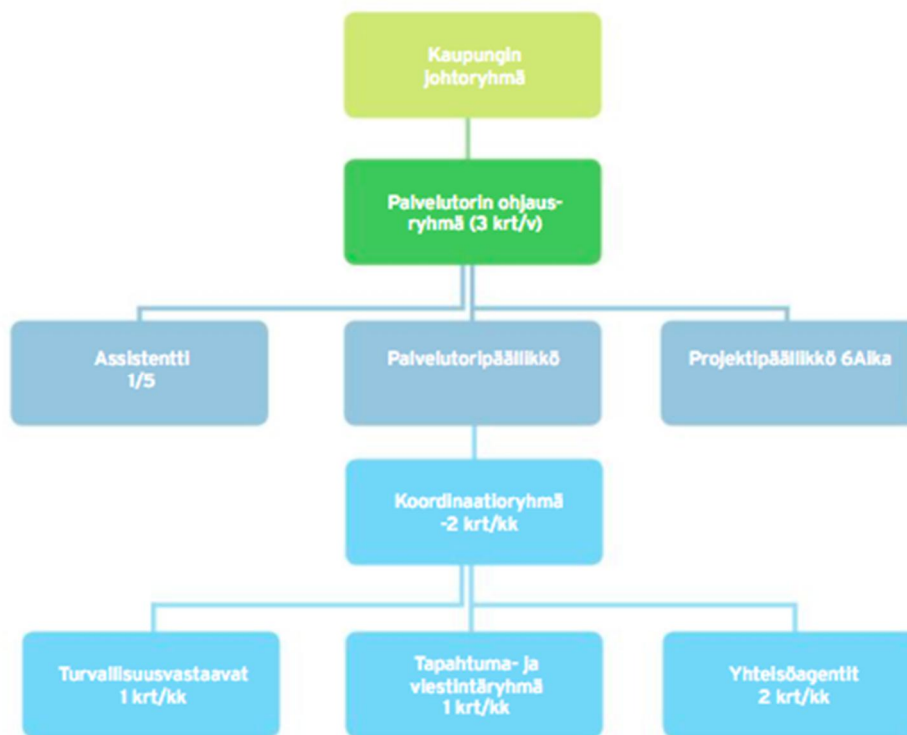 Kaupungin
johtoryhmä
Palvelutorin ohjaus-
ryhmä (3 krt/v)
Assistentti
1/5
Palvelutoripäällikkö
Projektipäällikkö 6Aika
Koordinaatioryhmä
-2 krt/kk
Turvallisuusvastaavat
1 krt/kk
Tapahtuma- ja
viestintäryhmä
1 krt/kk
Yhteisöagentit
2 krt/kk